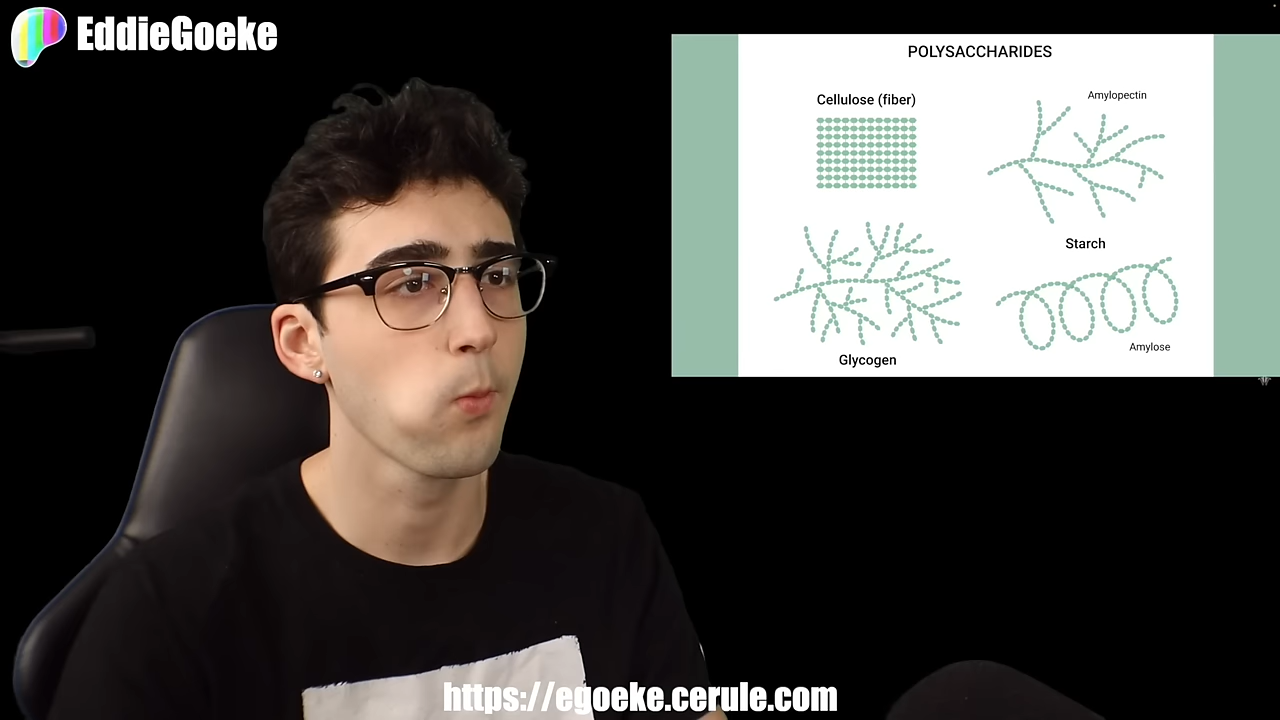 EddieGoeke
POLYSACCHARIDES
Cellulose (fiber)
Amylopectin
Starch
Glycogen
Amylose
https://egoeke.cerule.com